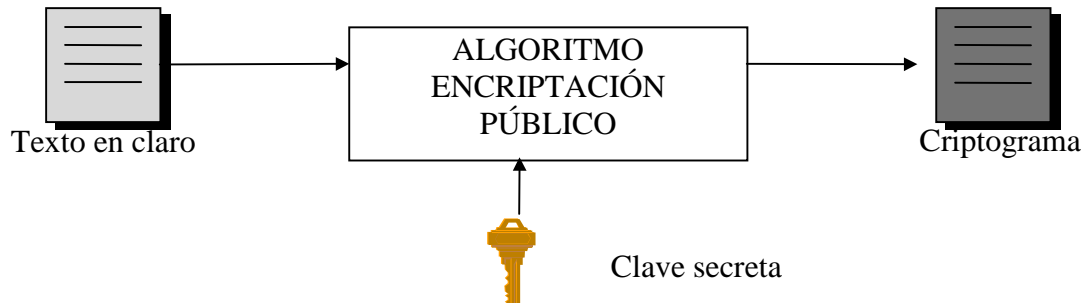 ALGORITMO
ENCRIPTACIÓN
PÚBLICO
Texto en claro
Criptograma
Clave secreta